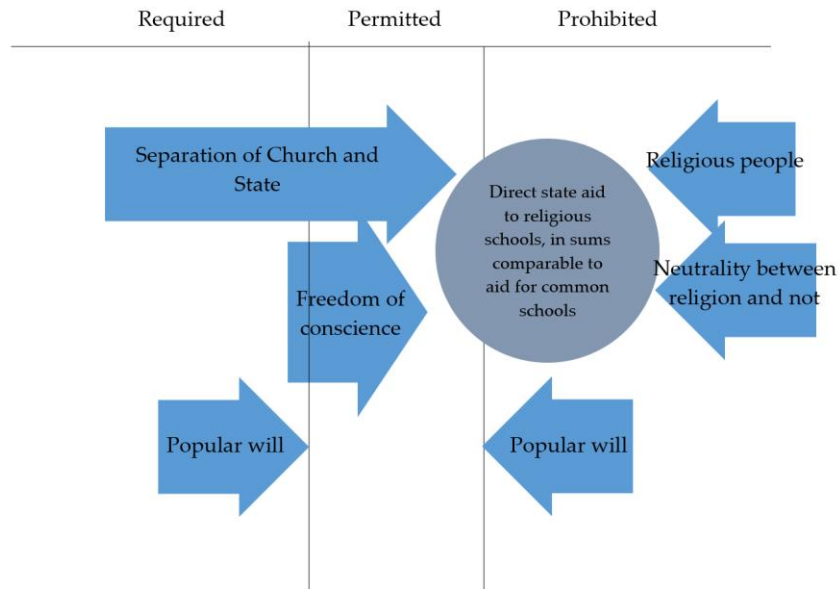 Required Permitted Prohibited
Separation of Church and
State
Direct state aid
to religious
schools, in sums
comparable to
aid for common
schools
Religious people
Freedom of
conscience
Neutrality between
religion and not
Popular will
Popular will